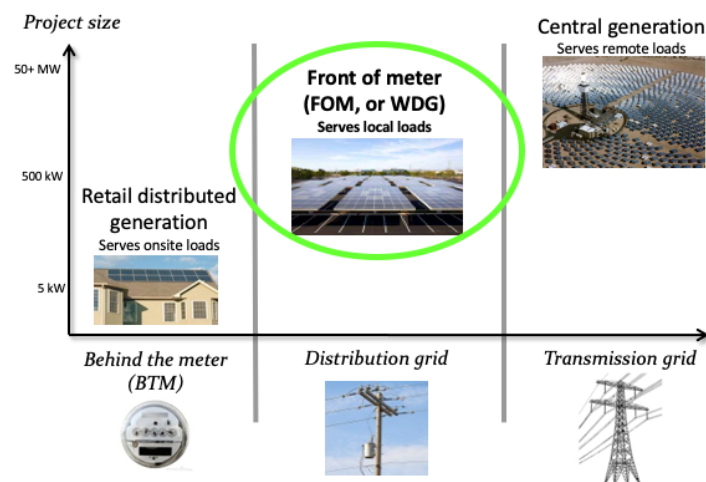 Project size
50+ MW
500 kW
5 kW
Retail distributed
generation
Serves onsite loads
Front of meter
(FOM, or WDG)
Serves local loads
Central generation
Serves remote loads
Behind the meter
(BTM)
Distribution grid
Transmission grid